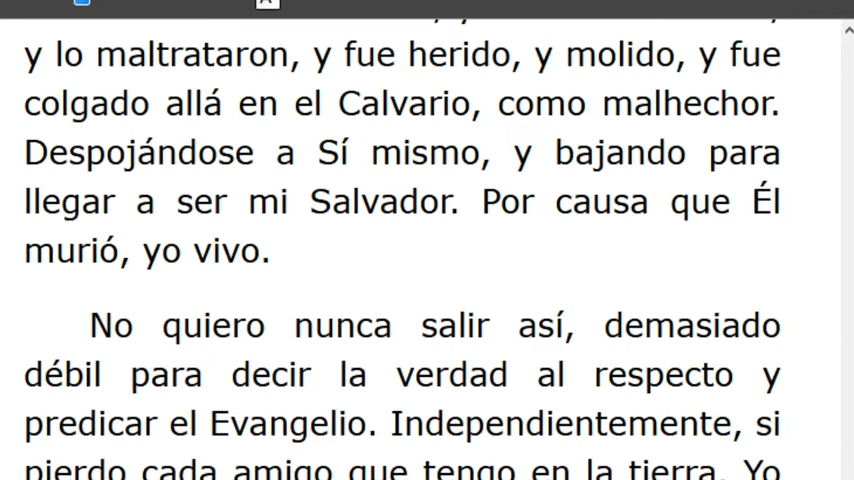 y lo maltrataron, y fue herido, y molido, y fue
colgado allá en el Calvario, como malhechor.
Despojándose a Sí mismo, y bajando para
llegar a ser mi Salvador. Por causa que Él
murió, yo vivo.
No quiero nunca salir así, demasiado
débil para decir la verdad al respecto y
predicar el Evangelio. Independientemente, si
pierdo cada amigo que tengo en la tierra. Yo